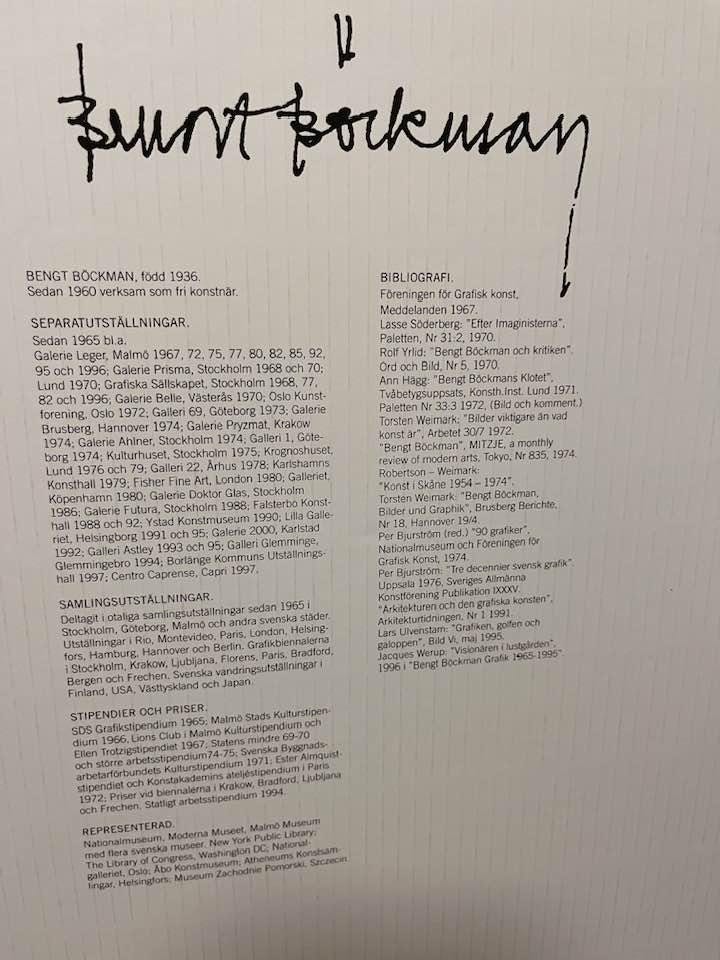 Bengt Böckman
BENGT BÖCKMAN, född 1936.
Sedan 1960 verksam som fri konstnär.
SEPARATUTSTÄLLNINGAR.
Sedan 1965 bl.a.
Galerie Leger, Malmö 1967, 72, 75, 77, 80, 82, 85, 92,
95 och 1996; Galerie Prisma, Stockholm 1968 och 70;
Lund 1970; Grafiska Sällskapet, Stockholm 1968, 77,
82 och 1996; Galerie Belle, Västerås 1970; Oslo Kunst-
forening, Oslo 1972; Galleri 69, Göteborg 1973; Galerie
Brusberg, Hannover 1974; Galerie Pryzmat, Krakow
1974; Galerie Ahlner, Stockholm 1974; Galleri 1, Göte-
borg 1974; Kulturhuset, Stockholm 1975; Krognoshuset,
Lund 1976 och 79; Galleri 22, Århus 1978; Karlshamns
Konsthall 1979; Fisher Fine Art, London 1980; Galleriet,
Köpenhamn 1980; Galerie Doktor Glas, Stockholm
1986; Galerie Futura, Stockholm 1988; Falsterbo Konst-
hall 1988 och 92; Ystad Konstmuseum 1990; Lilla Galle-
riet, Helsingborg 1991 och 95; Galerie 2000, Karlstad
1992; Galleri Astley 1993 och 95; Galleri Glemminge,
Glemmingebro 1994; Borlänge Kommuns Utställnings-
hall 1997; Centro Caprense, Capri 1997.
SAMLINGSUTSTÄLLNINGAR.
Deltagit i otaliga samlingsutställningar sedan 1965 i
Stockholm, Göteborg, Malmö och andra svenska städer.
Utställningar i Rio, Montevideo, Paris, London, Helsing-
fors, Hamburg, Hannover och Berlin. Grafikbiennalerna
i Stockholm, Krakow, Ljubljana, Florens, Paris, Bradford,
Bergen och Frechen. Svenska vandringsutställningar i
Finland, USA, Västtyskland och Japan.
STIPENDIER OCH PRISER.
SDS Grafikstipendium 1965; Malmö Stads Kulturstipen-
dium 1966, Lions Club i Malmö Kulturstipendium och
Ellen Trotzigstipendiet 1967; Statens mindre 69-70
och större arbetsstipendium74-75; Svenska Byggnads-
arbetarförbundets Kulturstipendium 1971; Ester Almquist-
stipendiet och Konstakademins ateljéstipendium i Paris
1972; Priser vid biennalerna i Krakow, Bradford, Ljubljana
och Frechen. Statligt arbetsstipendium 1994.
REPRESENTERAD.
Nationalmuseum, Moderna Museet, Malmö Museum
med flera svenska museer. New York Public Library;
The Library of Congress, Washington DC; National-
galleriet, Oslo; Åbo Konstmuseum; Atheneums Konstsam-
lingar, Helsingfors; Museum Zachodnie Pomorski, Szczecin.
BIBLIOGRAFI.
Föreningen för Grafisk konst,
Meddelanden 1967.
Lasse Söderberg: "Efter Imaginisterna",
Paletten, Nr 31:2, 1970.
Rolf Yrlid: "Bengt Böckman och kritiken".
Ord och Bild, Nr 5, 1970.
Ann Hägg: "Bengt Böckmans Klotet",
Tvåbetygsuppsats, Konsth.Inst. Lund 1971.
Paletten Nr 33:3 1972, (Bild och komment.)
Torsten Weimark: "Bilder viktigare än vad
konst är", Arbetet 30/7 1972.
"Bengt Böckman", MITZJE, a monthly
review of modern arts, Tokyo, Nr 835, 1974.
Robertson – Weimark:
"Konst i Skåne 1954 – 1974".
Torsten Weimark: "Bengt Böckman,
Bilder und Graphik", Brusberg Berichte,
Nr 18, Hannover 19/4.
Per Bjurström (red.) "90 grafiker",
Nationalmuseum och Föreningen för
Grafisk Konst, 1974.
Per Bjurström: "Tre decennier svensk grafik".
Uppsala 1976, Sveriges Allmänna
Konstförening Publikation IXXXV.
"Arkitekturen och den grafiska konsten",
Arkitekturtidningen, Nr 1 1991.
Lars Ulvenstam: "Grafiken, golfen och
galoppen", Bild Vi, maj 1995.
Jacques Werup: "Visionären i lustgården",
1996 i "Bengt Böckman Grafik 1965-1995".